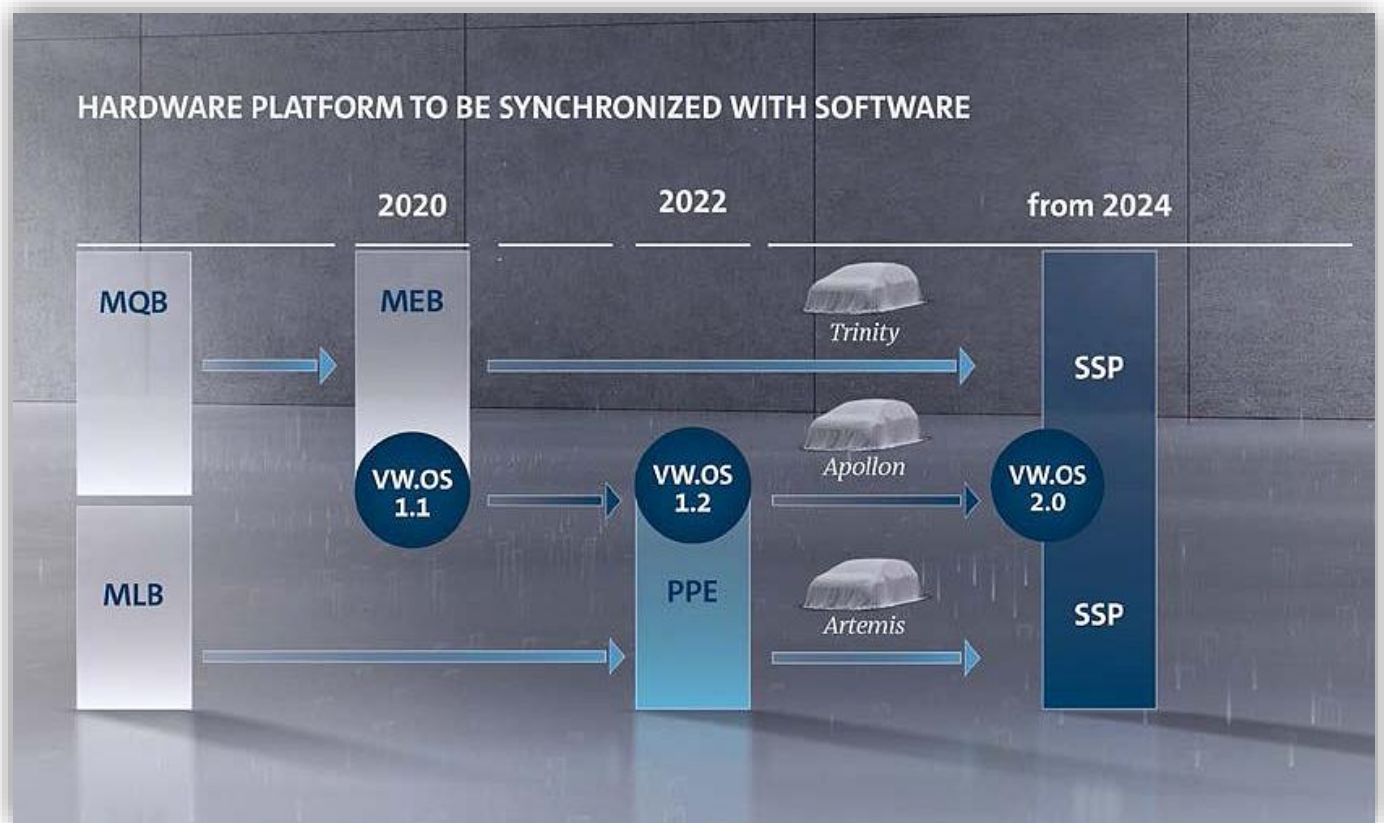 HARDWARE PLATFORM TO BE SYNCHRONIZED WITH SOFTWARE
2020
2022
from 2024
MQB
MEB
Trinity
SSP
Apollon
VW.OS
1.1
VW.OS
1.2
VW.OS
2.0
MLB
PPE
Artemis
SSP